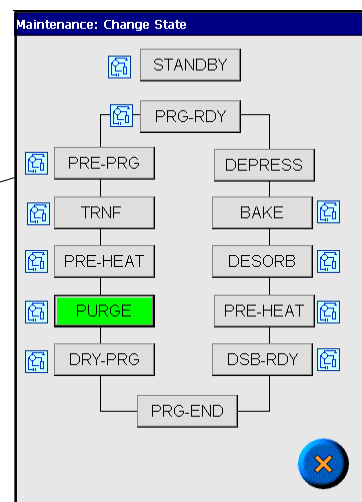 Maintenance: Change State
STANDBY
PRG-RDY
PRE-PRG
DEPRESS
TRNF
BAKE
PRE-HEAT
DESORB
PURGE
PRE-HEAT
DRY-PRG
DSB-RDY
PRG-END